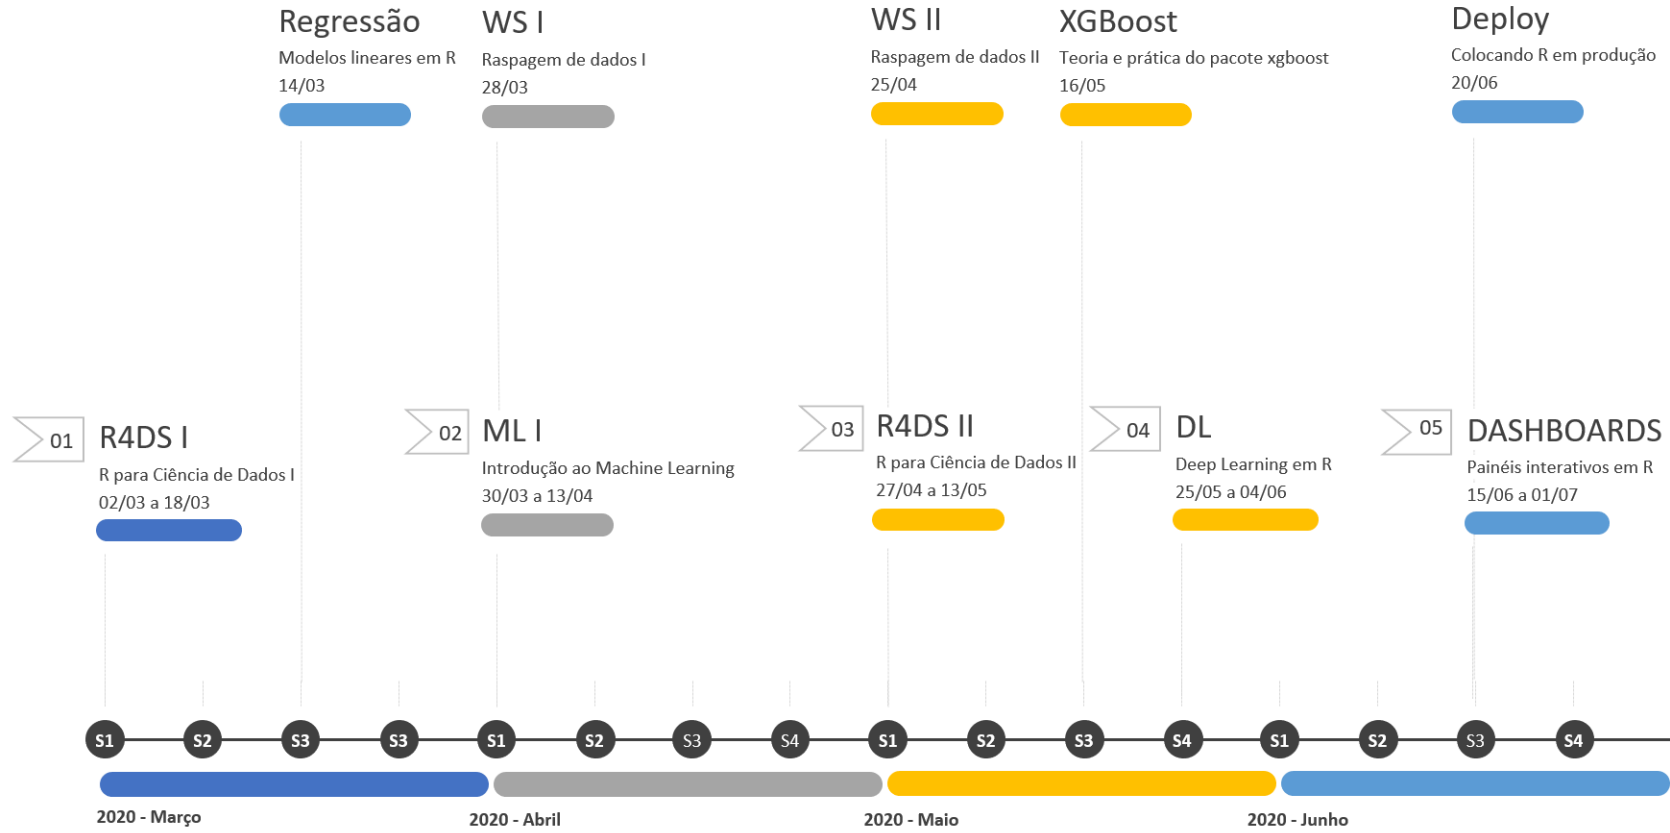 Regressão
Modelos lineares em R
14/03
WS I
Raspagem de dados I
28/03
WS II
Raspagem de dados II
25/04
XGBoost
Teoria e prática do pacote xgboost
16/05
Deploy
Colocando R em produção
20/06
01
R4DS I
R para Ciência de Dados I
02/03 a 18/03
02
ML I
Introdução ao Machine Learning
30/03 a 13/04
03
R4DS II
R para Ciência de Dados II
27/04 a 13/05
04
DL
Deep Learning em R
25/05 a 04/06
05
DASHBOARDS
Painéis interativos em R
15/06 a 01/07
S1 S2 S3 S3 S1 S2 S3 S4 S1 S2 S3 S4 S1 S2 S3 S4
2020 - Março
2020 - Abril
2020 - Maio
2020 - Junho